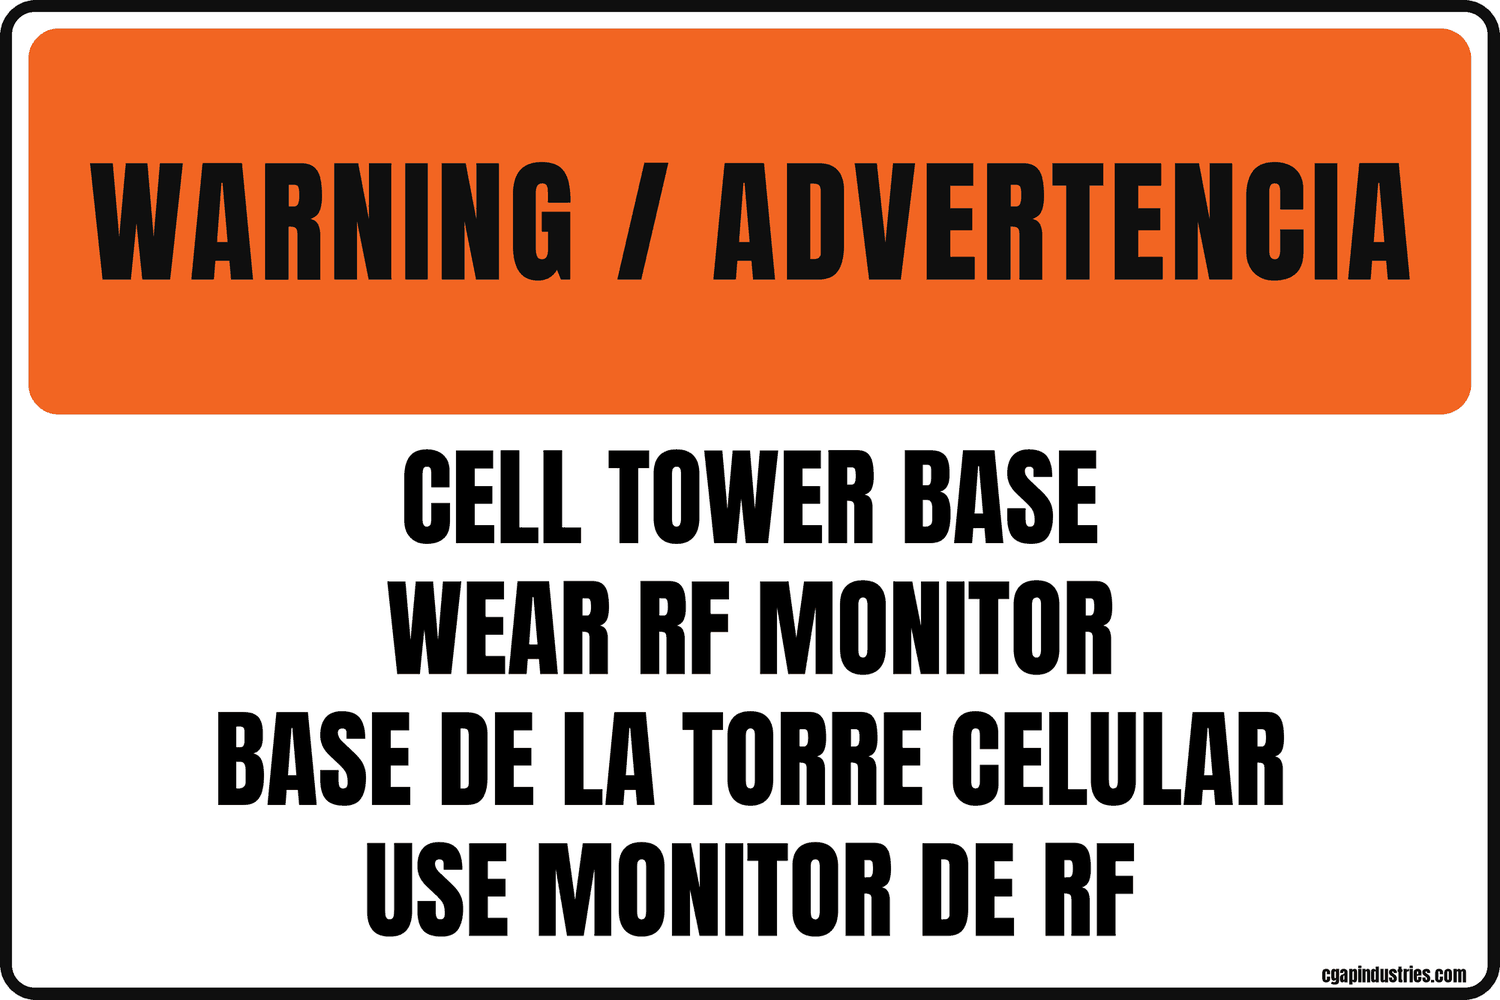 WARNING / ADVERTENCIA
CELL TOWER BASE
WEAR RF MONITOR
BASE DE LA TORRE CELULAR
USE MONITOR DE RF
cgapindustries.com